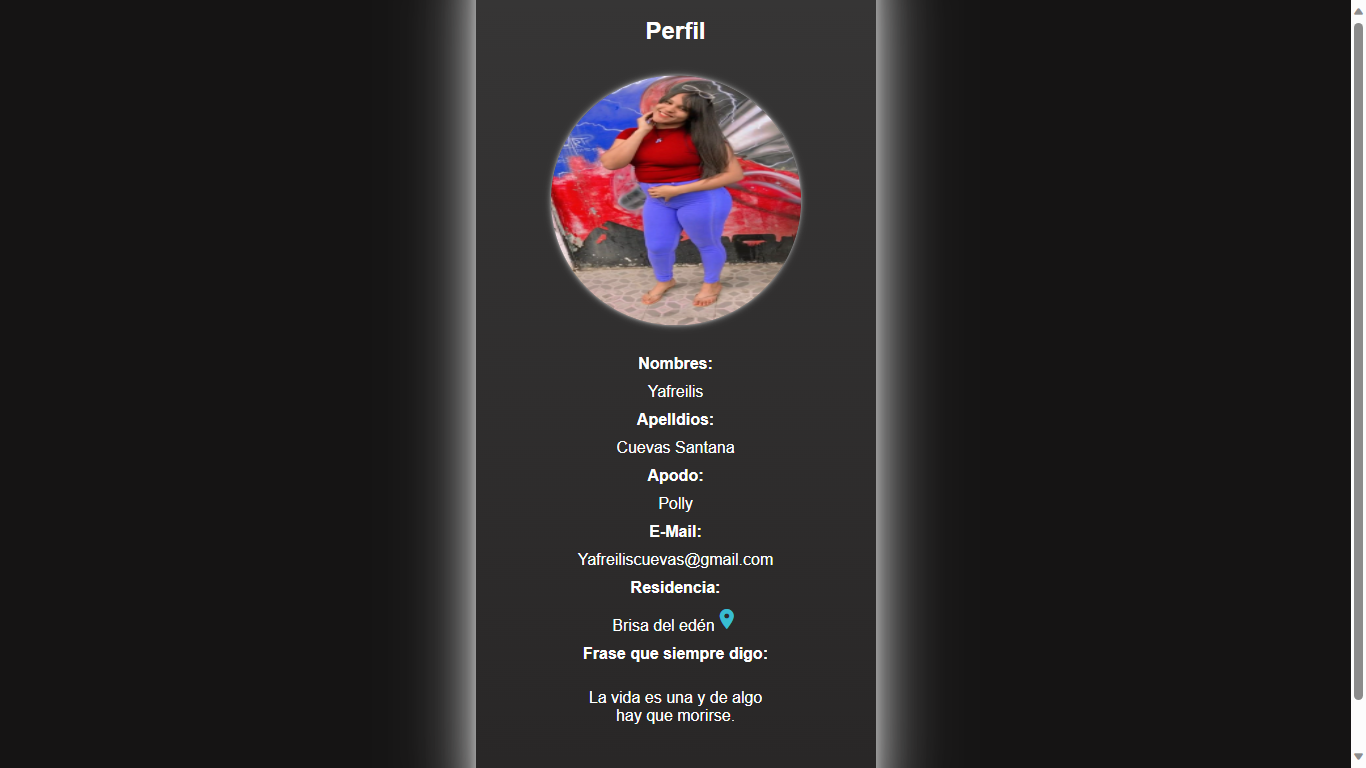 Perfil
Nombres:
Yafreilis
Apelldios:
Cuevas Santana
Apodo:
Polly
E-Mail:
Yafreiliscuevas@gmail.com
Residencia:
Brisa del edén
Frase que siempre digo:
La vida es una y de algo
hay que morirse.